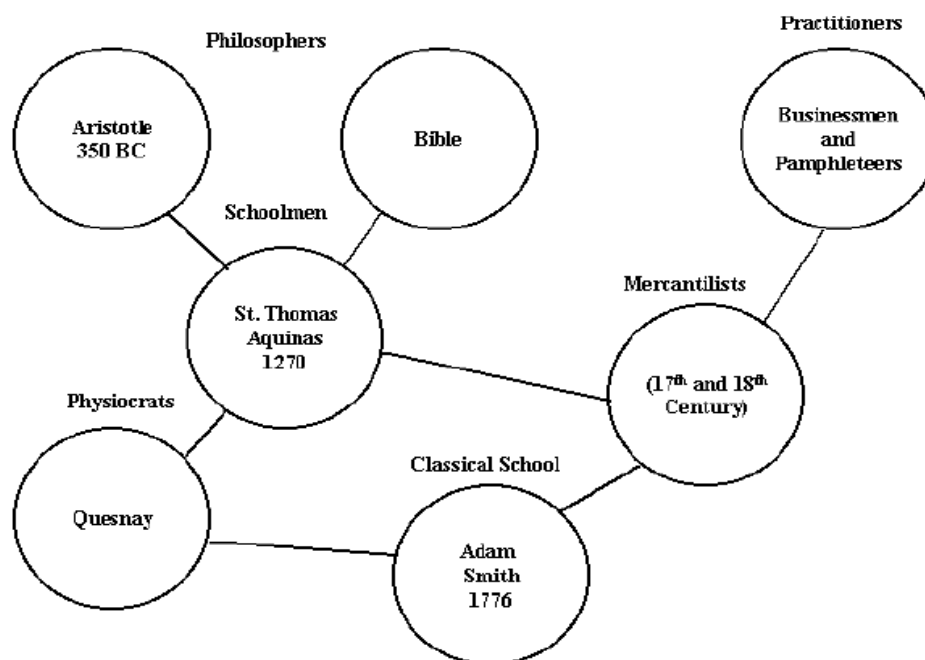 Philosophers
Practitioners
Aristotle
350 BC
Bible
Businessmen
and
Pamphleteers
Schoolmen
St. Thomas
Aquinas
1270
Mercantilists
(17th and 18th
Century)
Physiocrats
Quesnay
Classical School
Adam
Smith
1776